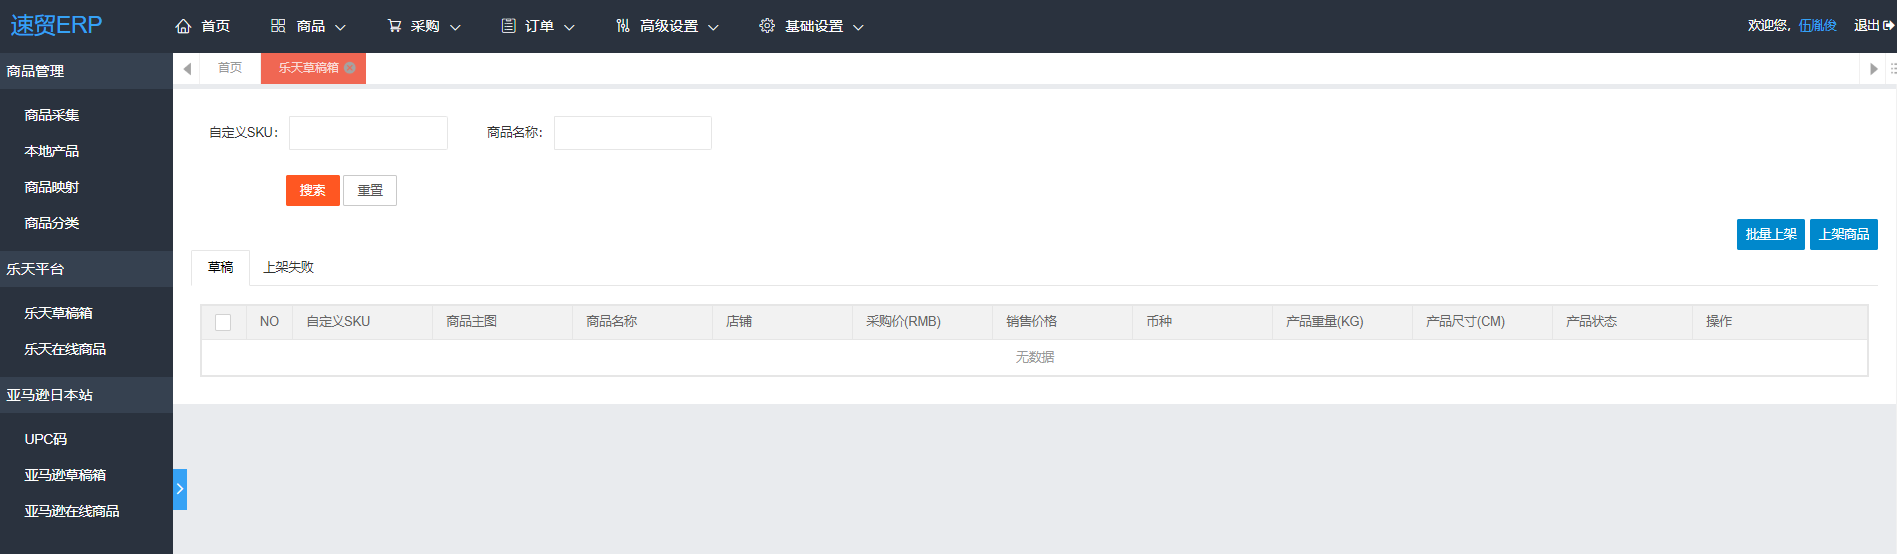 速贸ERP
首页 商品 采购 订单 高级设置 基础设置
欢迎您, 伍胤俊 退出
商品管理
商品采集
本地产品
商品映射
商品分类
乐天平台
乐天草稿箱
乐天在线商品
亚马逊日本站
UPC码
亚马逊草稿箱
亚马逊在线商品
首页 乐天草稿箱
自定义SKU: 商品名称:
搜索 重置
批量上架 上架商品
草稿 上架失败
NO 自定义SKU 商品主图 商品名称 店铺 采购价(RMB) 销售价格 币种 产品重量(KG) 产品尺寸(CM) 产品状态 操作
无数据